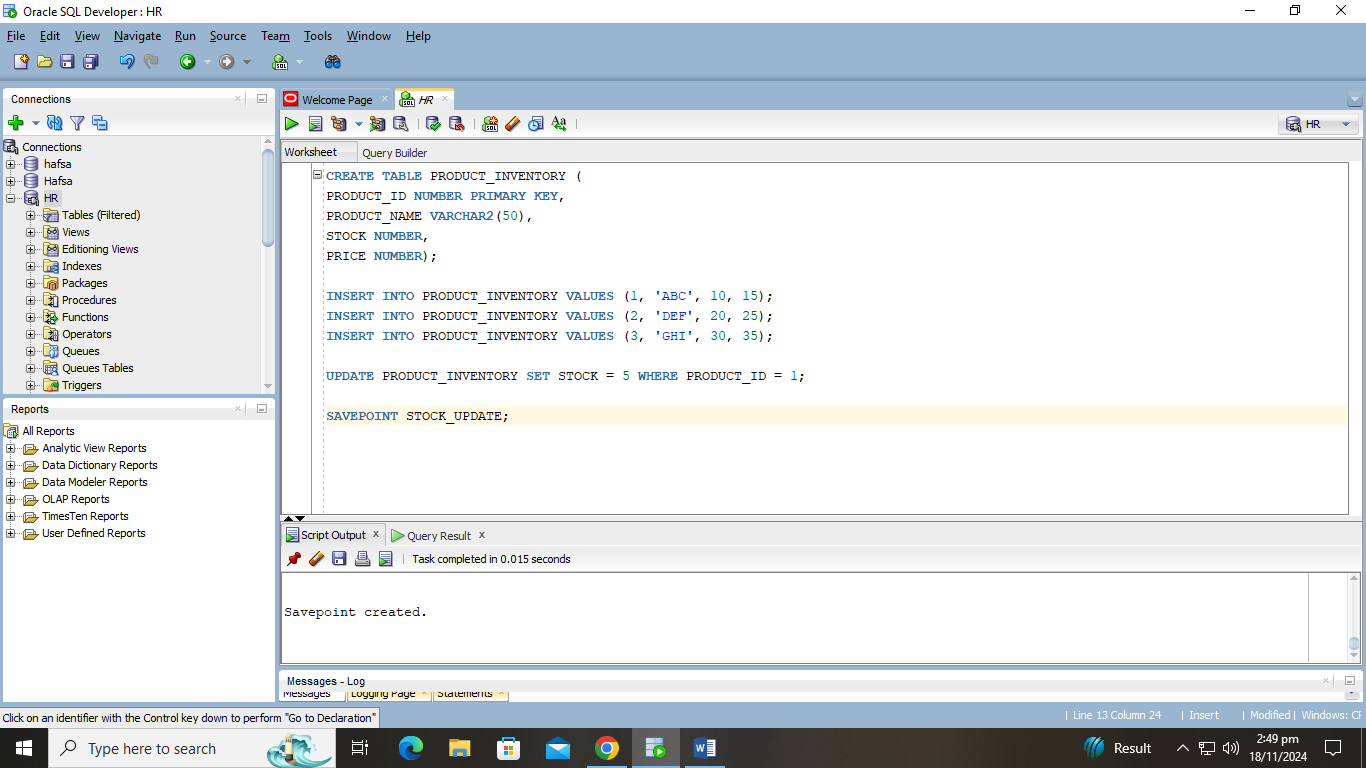 Oracle SQL Developer : HR
File Edit View Navigate Run Source Team Tools Window Help
Connections
Connections
hafsa
Hafsa
HR
Tables (Filtered)
Views
Editioning Views
Indexes
Packages
Procedures
Functions
Operators
Queues
Queues Tables
Triggers
Reports
All Reports
Analytic View Reports
Data Dictionary Reports
Data Modeler Reports
OLAP Reports
TimesTen Reports
User Defined Reports
Welcome Page
HR
HR
Worksheet Query Builder
CREATE TABLE PRODUCT_INVENTORY (
PRODUCT_ID NUMBER PRIMARY KEY,
PRODUCT_NAME VARCHAR2(50),
STOCK NUMBER,
PRICE NUMBER);
INSERT INTO PRODUCT_INVENTORY VALUES (1, 'ABC', 10, 15);
INSERT INTO PRODUCT_INVENTORY VALUES (2, 'DEF', 20, 25);
INSERT INTO PRODUCT_INVENTORY VALUES (3, 'GHI', 30, 35);
UPDATE PRODUCT_INVENTORY SET STOCK = 5 WHERE PRODUCT_ID = 1;
SAVEPOINT STOCK_UPDATE;
Script Output Query Result
Task completed in 0.015 seconds
Savepoint created.
Messages - Log
Messages Logging Page Statements
Click on an identifier with the Control key down to perform "Go to Declaration"
Line 13 Column 24 Insert Modified Windows: CF
Type here to search
Result
2:49 pm
18/11/2024